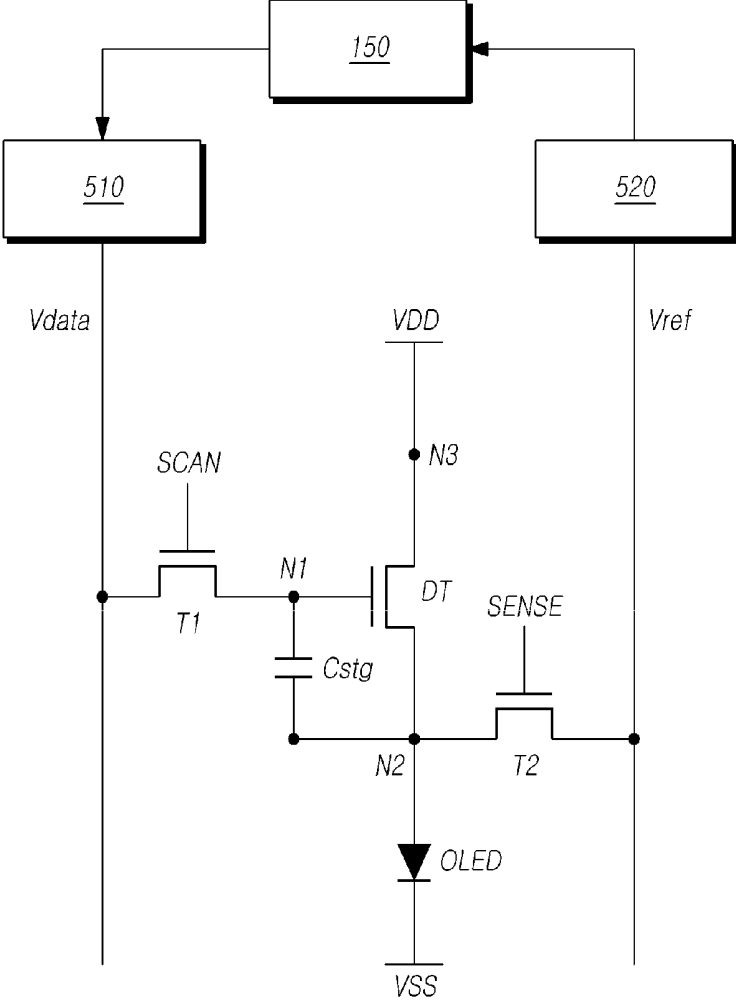 150
510
520
Vdata
VDD
Vref
N3
SCAN
N1
DT
T1
SENSE
Cstg
N2
T2
OLED
VSS